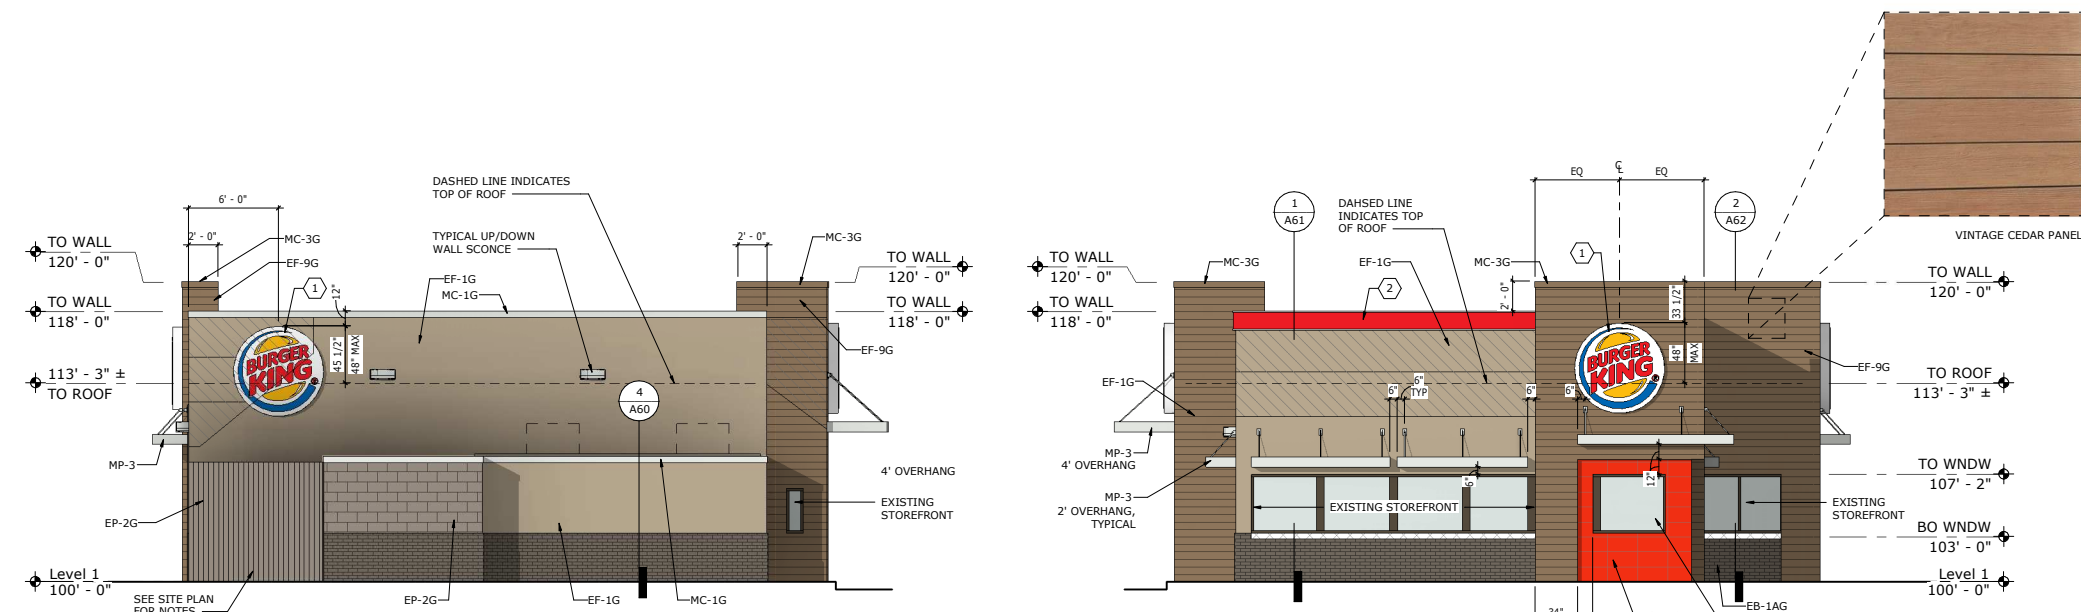 6' - 0"
2' - 0"
MC-3G
EF-9G
TO WALL
120' - 0"
TO WALL
118' - 0"
113' - 3" ±
TO ROOF
MP-3
EP-2G
Level 1
100' - 0"
SEE SITE PLAN
FOR NOTES
1
12"
45 1/2"
48" MAX
BURGER
KING
®
DASHED LINE INDICATES
TOP OF ROOF
TYPICAL UP/DOWN
WALL SCONCE
EF-1G
MC-1G
4
A60
EP-2G
EF-1G
MC-1G
2' - 0"
MC-3G
TO WALL
120' - 0"
TO WALL
118' - 0"
EF-9G
4' OVERHANG
EXISTING
STOREFRONT
TO WALL
120' - 0"
TO WALL
118' - 0"
MC-3G
EF-1G
MP-3
4' OVERHANG
MP-3
2' OVERHANG,
TYPICAL
1
A61
DAHSED LINE
INDICATES TOP
OF ROOF
EF-1G
2
MC-3G
2' - 0"
EQ
℄
EQ
1
33 1/2"
48"
MAX
BURGER
KING
®
6"
6"
TYP
6"
6"
6"
12"
EXISTING STOREFRONT
24"
2
A62
VINTAGE CEDAR PANEL
TO WALL
120' - 0"
EF-9G
TO ROOF
113' - 3" ±
TO WNDW
107' - 2"
EXISTING
STOREFRONT
BO WNDW
103' - 0"
Level 1
100' - 0"
EB-1AG